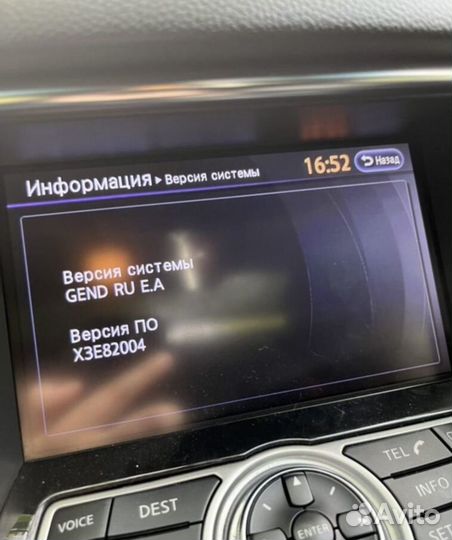 Информация ▸ Версия системы 16:52 Назад
Версия системы
GEND RU E.A
Версия ПО
X3E82004
TEL
VOICE
DEST
INFO
ENTER
SET
Avito